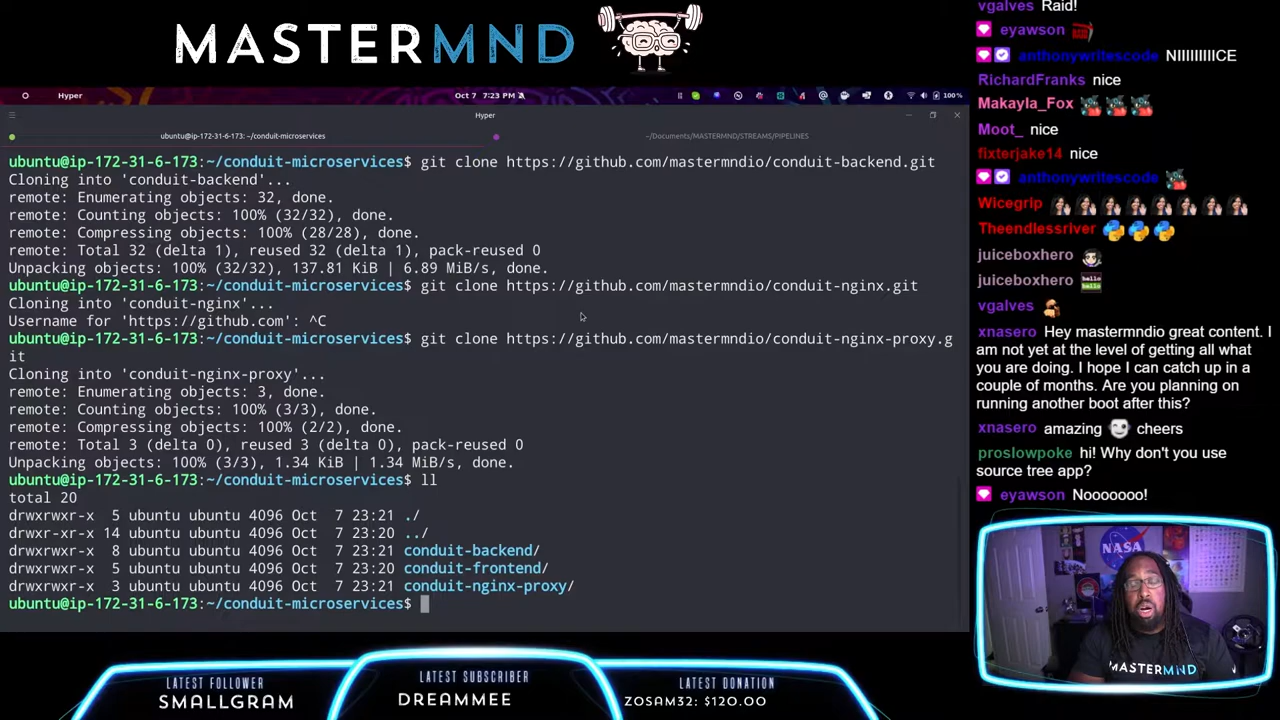 MASTERMND
Hyper
Oct 7 7:23 PM
100%
Hyper
ubuntu@ip-172-31-6-173: ~/conduit-microservices
~/Documents/MASTERMND/STREAMS/PIPELINES
ubuntu@ip-172-31-6-173:~/conduit-microservices$ git clone https://github.com/mastermndio/conduit-backend.git
Cloning into 'conduit-backend'...
remote: Enumerating objects: 32, done.
remote: Counting objects: 100% (32/32), done.
remote: Compressing objects: 100% (28/28), done.
remote: Total 32 (delta 1), reused 32 (delta 1), pack-reused 0
Unpacking objects: 100% (32/32), 137.81 KiB | 6.89 MiB/s, done.
ubuntu@ip-172-31-6-173:~/conduit-microservices$ git clone https://github.com/mastermndio/conduit-nginx.git
Cloning into 'conduit-nginx'...
Username for 'https://github.com': ^C
ubuntu@ip-172-31-6-173:~/conduit-microservices$ git clone https://github.com/mastermndio/conduit-nginx-proxy.g
it
Cloning into 'conduit-nginx-proxy'...
remote: Enumerating objects: 3, done.
remote: Counting objects: 100% (3/3), done.
remote: Compressing objects: 100% (2/2), done.
remote: Total 3 (delta 0), reused 3 (delta 0), pack-reused 0
Unpacking objects: 100% (3/3), 1.34 KiB | 1.34 MiB/s, done.
ubuntu@ip-172-31-6-173:~/conduit-microservices$ ll
total 20
drwxrwxr-x 5 ubuntu ubuntu 4096 Oct 7 23:21 ./
drwxr-xr-x 14 ubuntu ubuntu 4096 Oct 7 23:20 ../
drwxrwxr-x 8 ubuntu ubuntu 4096 Oct 7 23:21 conduit-backend/
drwxrwxr-x 5 ubuntu ubuntu 4096 Oct 7 23:20 conduit-frontend/
drwxrwxr-x 3 ubuntu ubuntu 4096 Oct 7 23:21 conduit-nginx-proxy/
ubuntu@ip-172-31-6-173:~/conduit-microservices$
vgalves Raid!
eyawson
anthonywritescode NIIIIIIIICE
RichardFranks nice
Makayla_Fox
Moot_ nice
fixterjake14 nice
anthonywritescode
Wicegrip
Theendlessriver
juiceboxhero
juiceboxhero
hello
hello
vgalves
xnasero Hey mastermndio great content. I
am not yet at the level of getting all what
you are doing. I hope I can catch up in a
couple of months. Are you planning on
running another boot after this?
xnasero amazing cheers
proslowpoke hi! Why don't you use
source tree app?
eyawson Nooooooo!
NASA
MASTERMND
LATEST FOLLOWER
SMALLGRAM
LATEST SUBSCRIBER
DREAMMEE
LATEST DONATION
ZOSAM32: $120.00